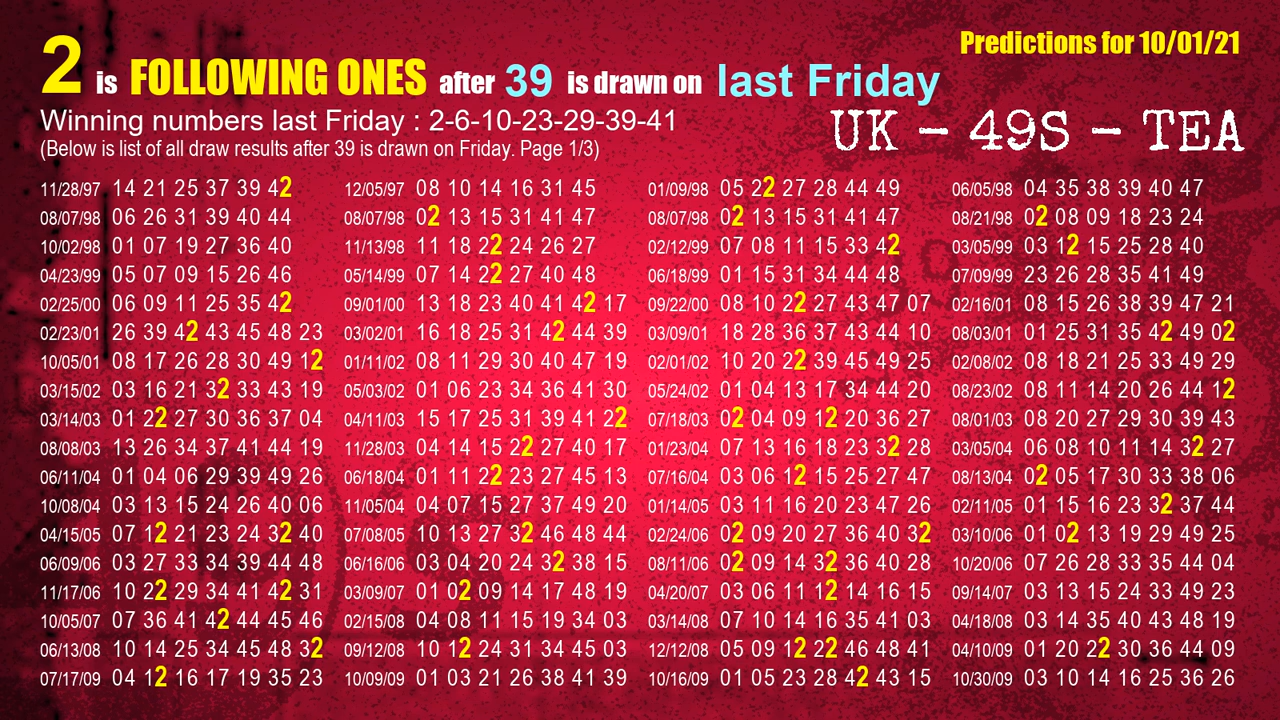 Predictions for 10/01/21
2 is FOLLOWING ONES after 39 is drawn on last Friday
Winning numbers last Friday : 2-6-10-23-29-39-41
UK - 49S - TEA
(Below is list of all draw results after 39 is drawn on Friday. Page 1/3)
11/28/97 14 21 25 37 39 42 12/05/97 08 10 14 16 31 45 01/09/98 05 22 27 28 44 49 06/05/98 04 35 38 39 40 47
08/07/98 06 26 31 39 40 44 08/07/98 02 13 15 31 41 47 08/07/98 02 13 15 31 41 47 08/21/98 02 08 09 18 23 24
10/02/98 01 07 19 27 36 40 11/13/98 11 18 22 24 26 27 02/12/99 07 08 11 15 33 42 03/05/99 03 12 15 25 28 40
04/23/99 05 07 09 15 26 46 05/14/99 07 14 22 27 40 48 06/18/99 01 15 31 34 44 48 07/09/99 23 26 28 35 41 49
02/25/00 06 09 11 25 35 42 09/01/00 13 18 23 40 41 42 17 09/22/00 08 10 22 27 43 47 07 02/16/01 08 15 26 38 39 47 21
02/23/01 26 39 42 43 45 48 23 03/02/01 16 18 25 31 42 44 39 03/09/01 18 28 36 37 43 44 10 08/03/01 01 25 31 35 42 49 02
10/05/01 08 17 26 28 30 49 12 01/11/02 08 11 29 30 40 47 19 02/01/02 10 20 22 39 45 49 25 02/08/02 08 18 21 25 33 49 29
03/15/02 03 16 21 32 33 43 19 05/03/02 01 06 23 34 36 41 30 05/24/02 01 04 13 17 34 44 20 08/23/02 08 11 14 20 26 44 12
03/14/03 01 22 27 30 36 37 04 04/11/03 15 17 25 31 39 41 22 07/18/03 02 04 09 12 20 36 27 08/01/03 08 20 27 29 30 39 43
08/08/03 13 26 34 37 41 44 19 11/28/03 04 14 15 22 27 40 17 01/23/04 07 13 16 18 23 32 28 03/05/04 06 08 10 11 14 32 27
06/11/04 01 04 06 29 39 49 26 06/18/04 01 11 22 23 27 45 13 07/16/04 03 06 12 15 25 27 47 08/13/04 02 05 17 30 33 38 06
10/08/04 03 13 15 24 26 40 06 11/05/04 04 07 15 27 37 49 20 01/14/05 03 11 16 20 23 47 26 02/11/05 01 15 16 23 32 37 44
04/15/05 07 12 21 23 24 32 40 07/08/05 10 13 27 32 46 48 44 02/24/06 02 09 20 27 36 40 32 03/10/06 01 02 13 19 29 49 25
06/09/06 03 27 33 34 39 44 48 06/16/06 03 04 20 24 32 38 15 08/11/06 02 09 14 32 36 40 28 10/20/06 07 26 28 33 35 44 04
11/17/06 10 22 29 34 41 42 31 03/09/07 01 02 09 14 17 48 19 04/20/07 03 06 11 12 14 16 15 09/14/07 03 13 15 24 33 49 23
10/05/07 07 36 41 42 44 45 46 02/15/08 04 08 11 15 19 34 03 03/14/08 07 10 14 16 35 41 03 04/18/08 03 14 35 40 43 48 19
06/13/08 10 14 25 34 45 48 32 09/12/08 10 12 24 31 34 45 03 12/12/08 05 09 12 22 46 48 41 04/10/09 01 20 22 30 36 44 09
07/17/09 04 12 16 17 19 35 23 10/09/09 01 03 21 26 38 41 39 10/16/09 01 05 23 28 42 43 15 10/30/09 03 10 14 16 25 36 26